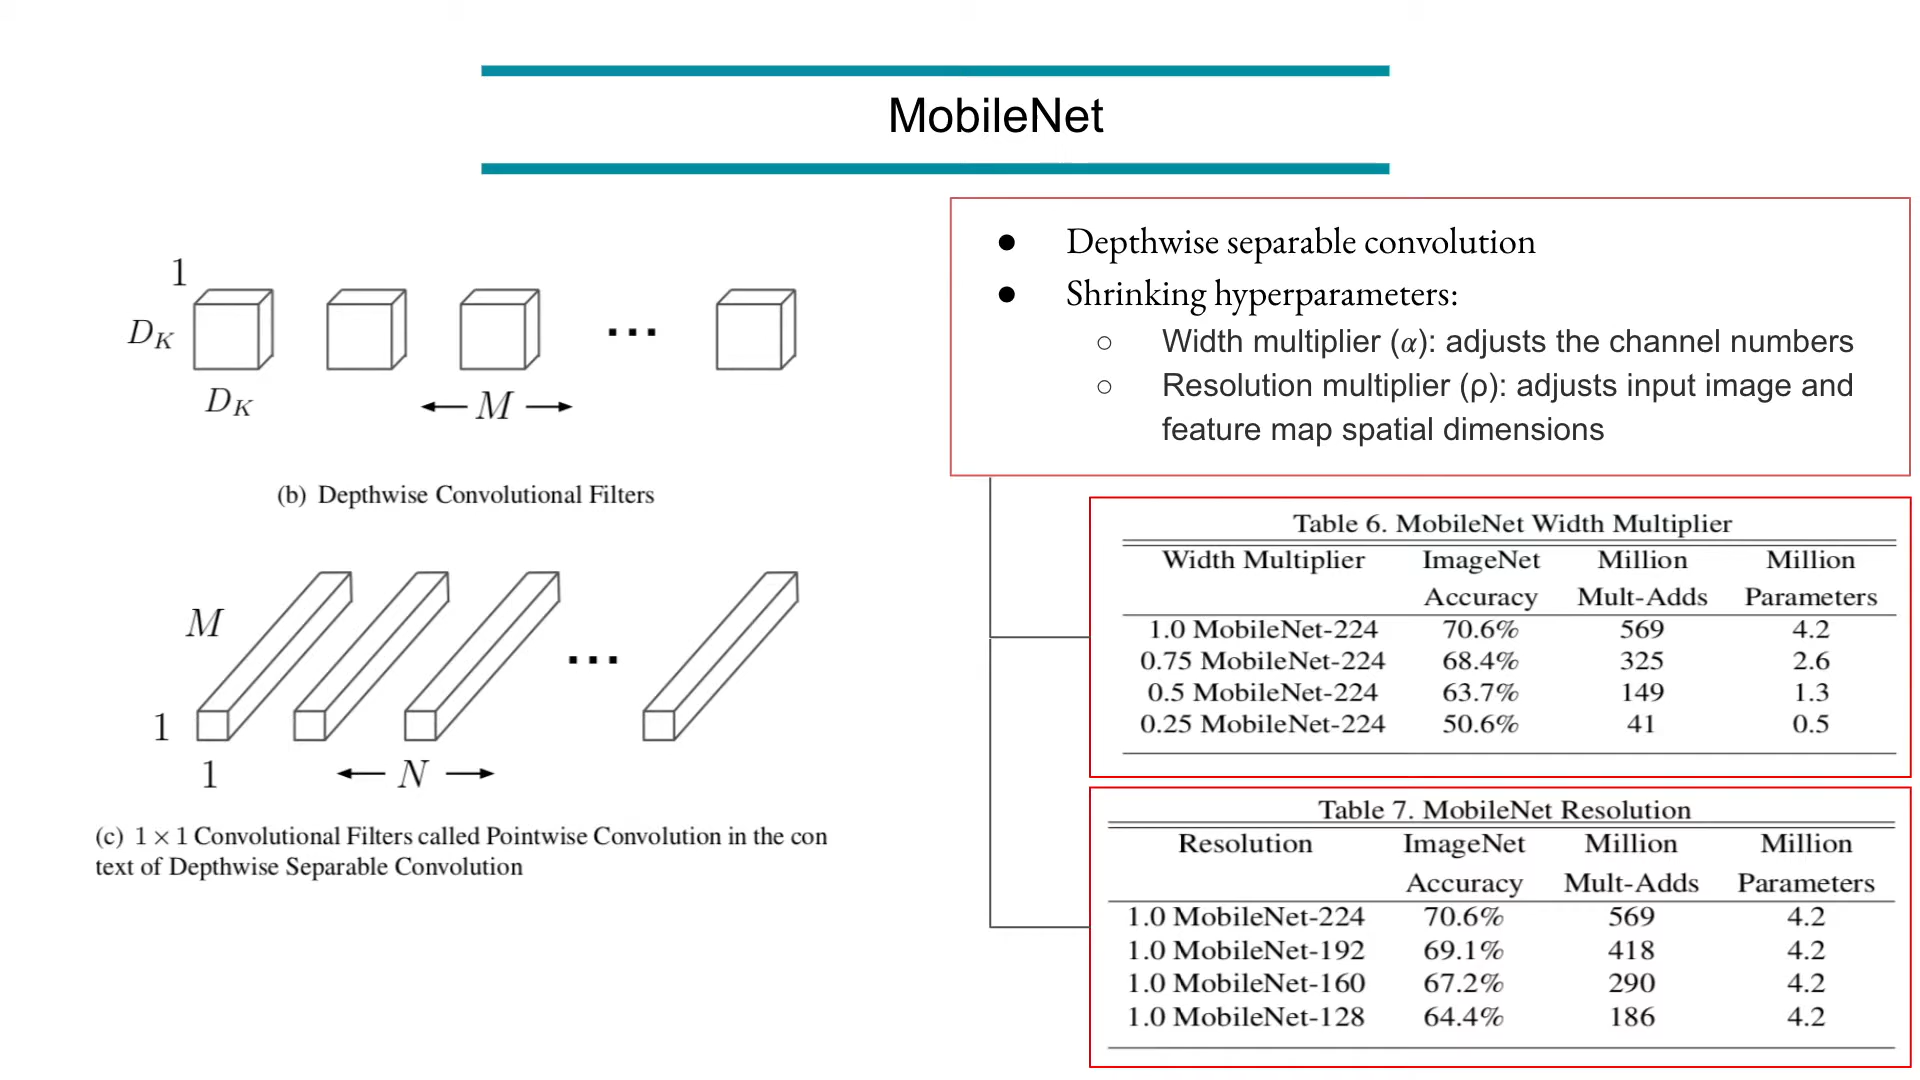 MobileNet
1
D_K
D_K
... 
← M →
(b) Depthwise Convolutional Filters
M
1
1
...
← N →
(c) 1 × 1 Convolutional Filters called Pointwise Convolution in the con
text of Depthwise Separable Convolution
● Depthwise separable convolution
● Shrinking hyperparameters:
○ Width multiplier (α): adjusts the channel numbers
○ Resolution multiplier (ρ): adjusts input image and
feature map spatial dimensions
Table 6. MobileNet Width Multiplier
Width Multiplier ImageNet Million Million
Accuracy Mult-Adds Parameters
1.0 MobileNet-224 70.6% 569 4.2
0.75 MobileNet-224 68.4% 325 2.6
0.5 MobileNet-224 63.7% 149 1.3
0.25 MobileNet-224 50.6% 41 0.5
Table 7. MobileNet Resolution
Resolution ImageNet Million Million
Accuracy Mult-Adds Parameters
1.0 MobileNet-224 70.6% 569 4.2
1.0 MobileNet-192 69.1% 418 4.2
1.0 MobileNet-160 67.2% 290 4.2
1.0 MobileNet-128 64.4% 186 4.2